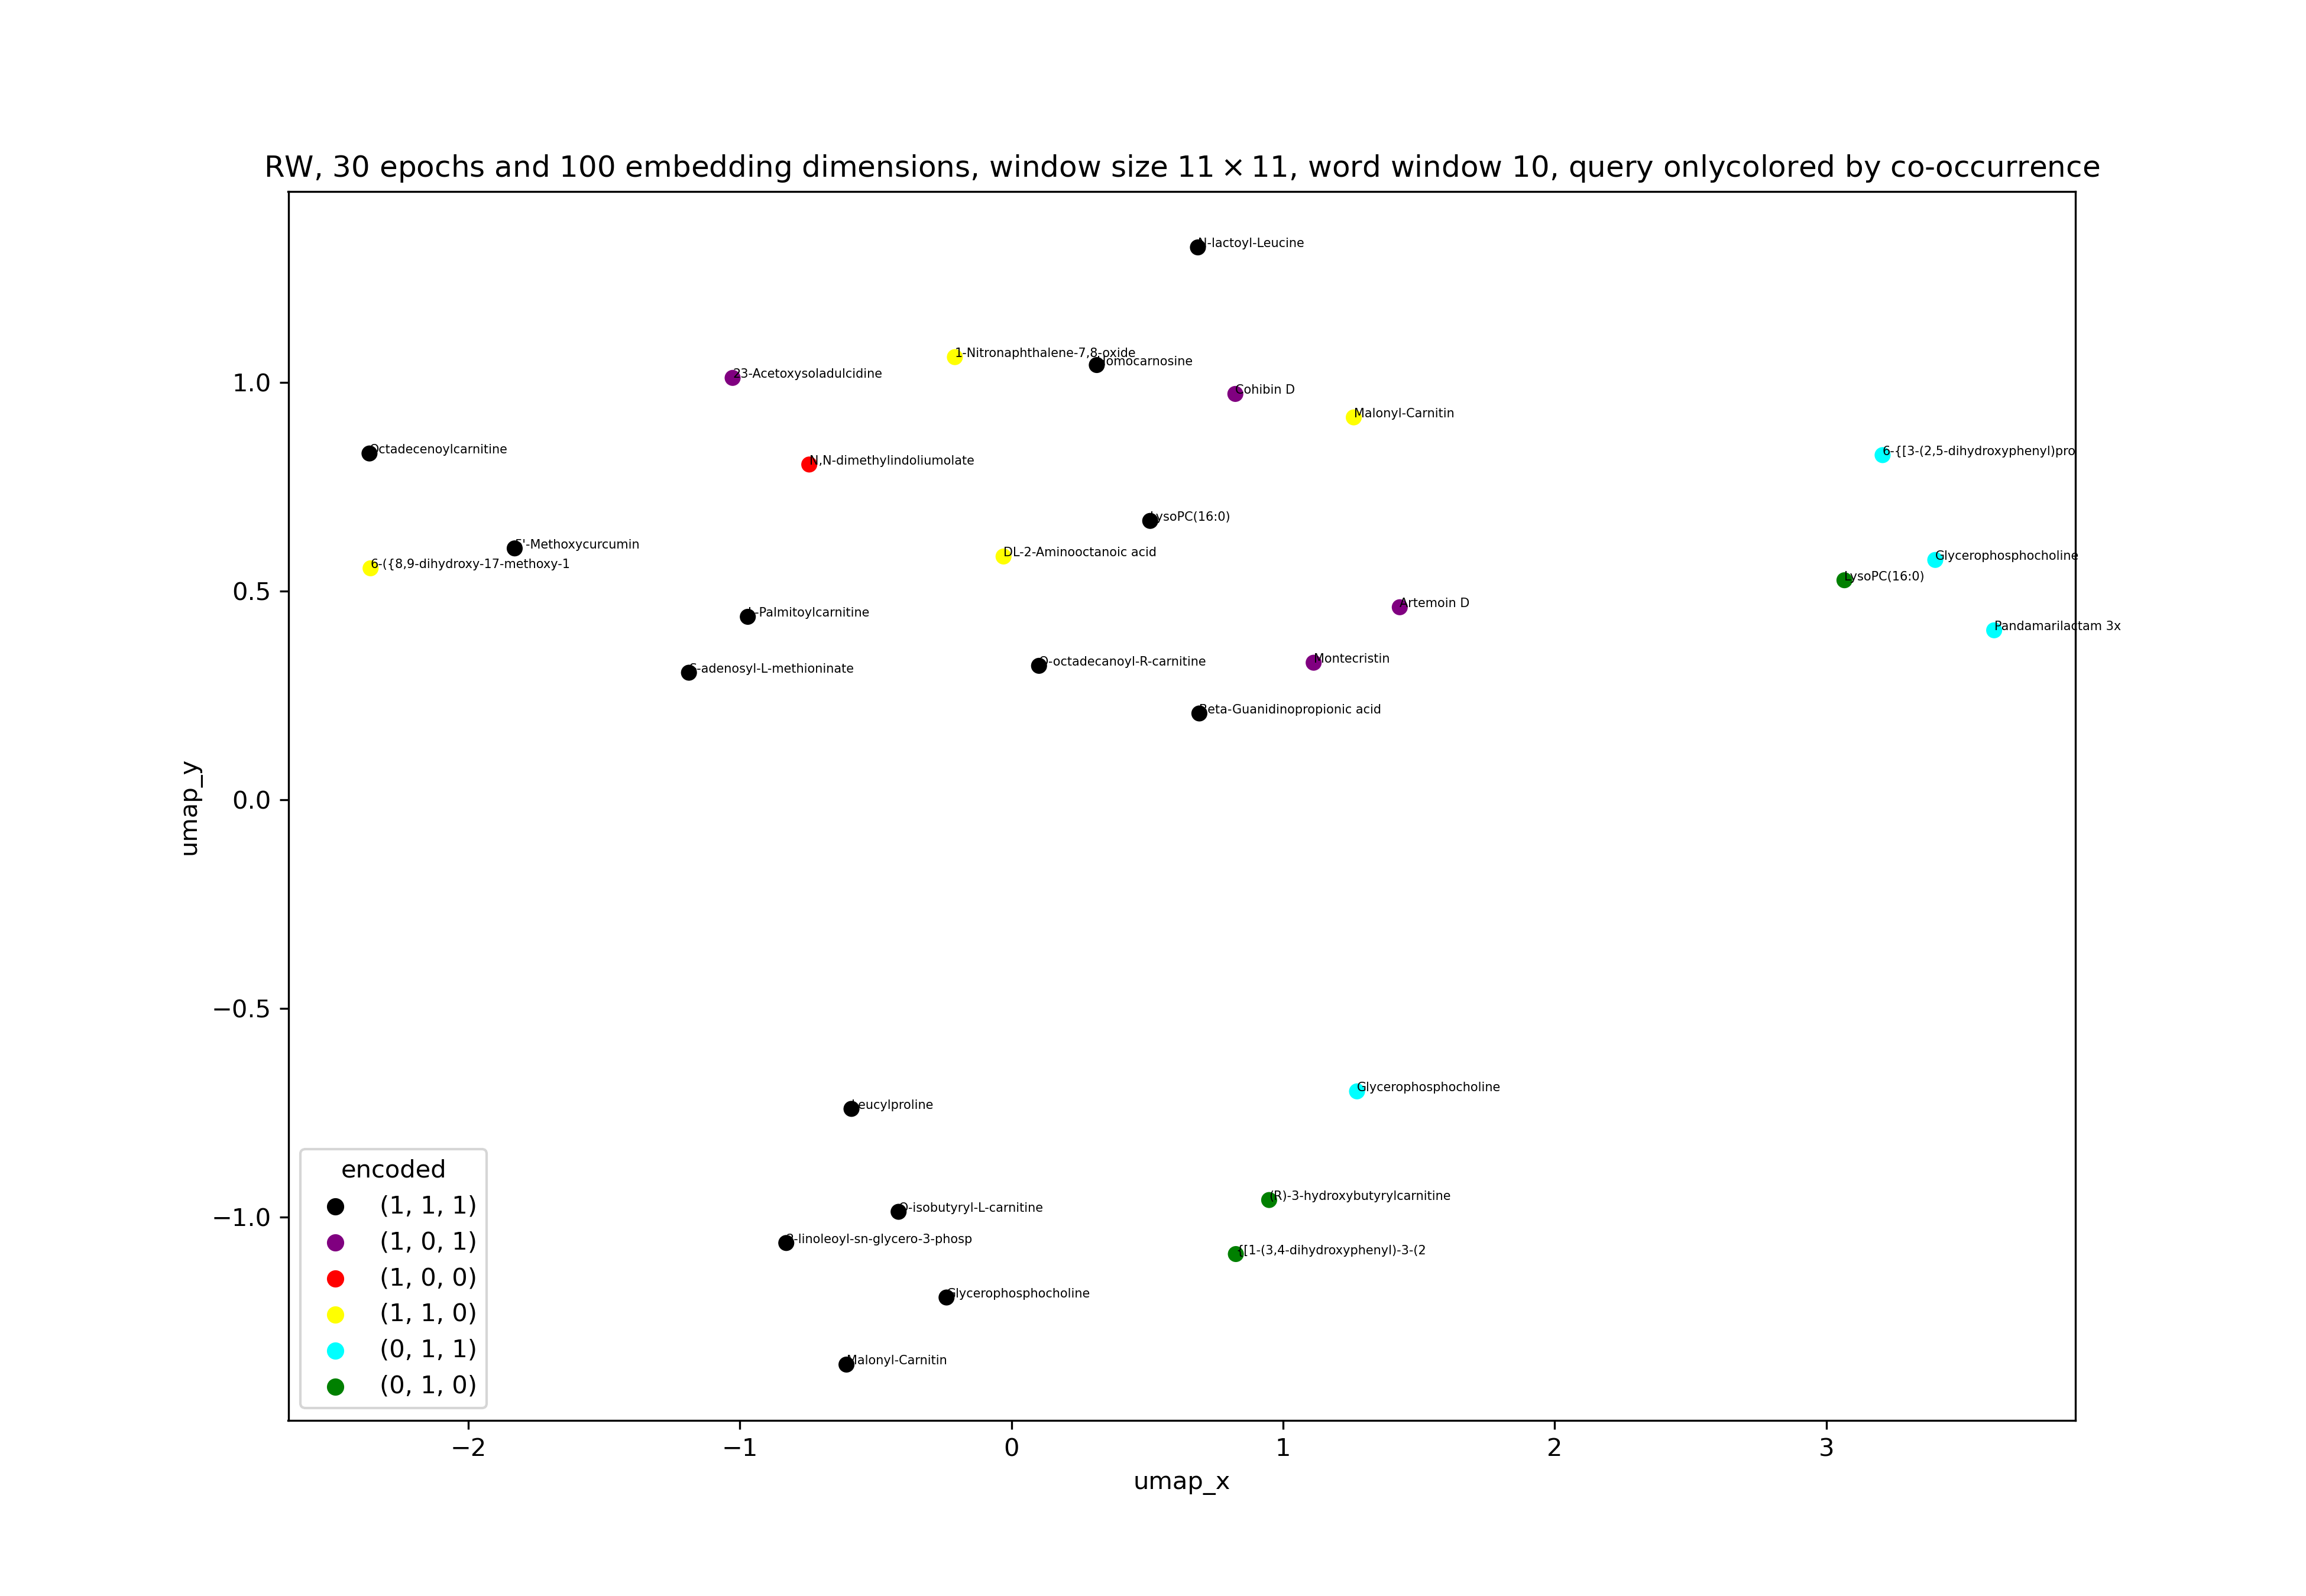 RW, 30 epochs and 100 embedding dimensions, window size 11 × 11, word window 10, query onlycolored by co-occurrence
N-lactoyl-Leucine
1-Nitronaphthalene-7,8-oxide
Homocarnosine
23-Acetoxysoladulcidine
Cohibin D
Malonyl-Carnitin
Octadecenoylcarnitine
6-{[3-(2,5-dihydroxyphenyl)pro
N,N-dimethylindoliumolate
LysoPC(16:0)
5'-Methoxycurcumin
DL-2-Aminooctanoic acid
Glycerophosphocholine
6-({8,9-dihydroxy-17-methoxy-1
LysoPC(16:0)
Artemoin D
L-Palmitoylcarnitine
Pandamarilactam 3x
S-adenosyl-L-methioninate
O-octadecanoyl-R-carnitine
Montecristin
Beta-Guanidinopropionic acid
Glycerophosphocholine
Leucylproline
(R)-3-hydroxybutyrylcarnitine
O-isobutyryl-L-carnitine
2-linoleoyl-sn-glycero-3-phosp
{[1-(3,4-dihydroxyphenyl)-3-(2
Glycerophosphocholine
Malonyl-Carnitin
1.0
0.5
0.0
−0.5
−1.0
umap_y
encoded
(1, 1, 1)
(1, 0, 1)
(1, 0, 0)
(1, 1, 0)
(0, 1, 1)
(0, 1, 0)
−2
−1
0
1
2
3
umap_x